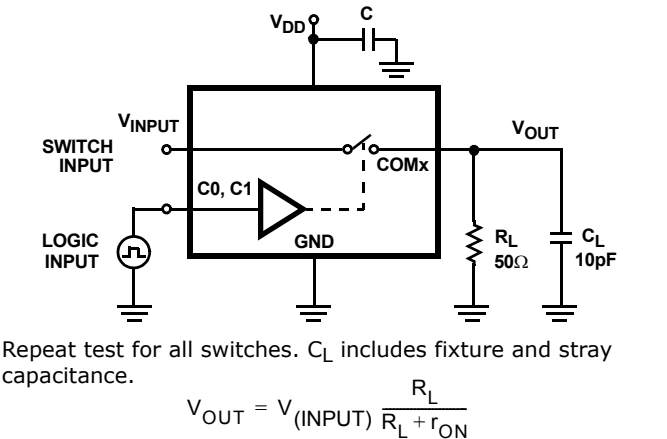 C
VDD
VINPUT
SWITCH
INPUT
VOUT
COMx
C0, C1
LOGIC
INPUT
GND
RL
50Ω
CL
10pF
Repeat test for all switches. CL includes fixture and stray
capacitance.
VOUT = V(INPUT) RL / RL + rON